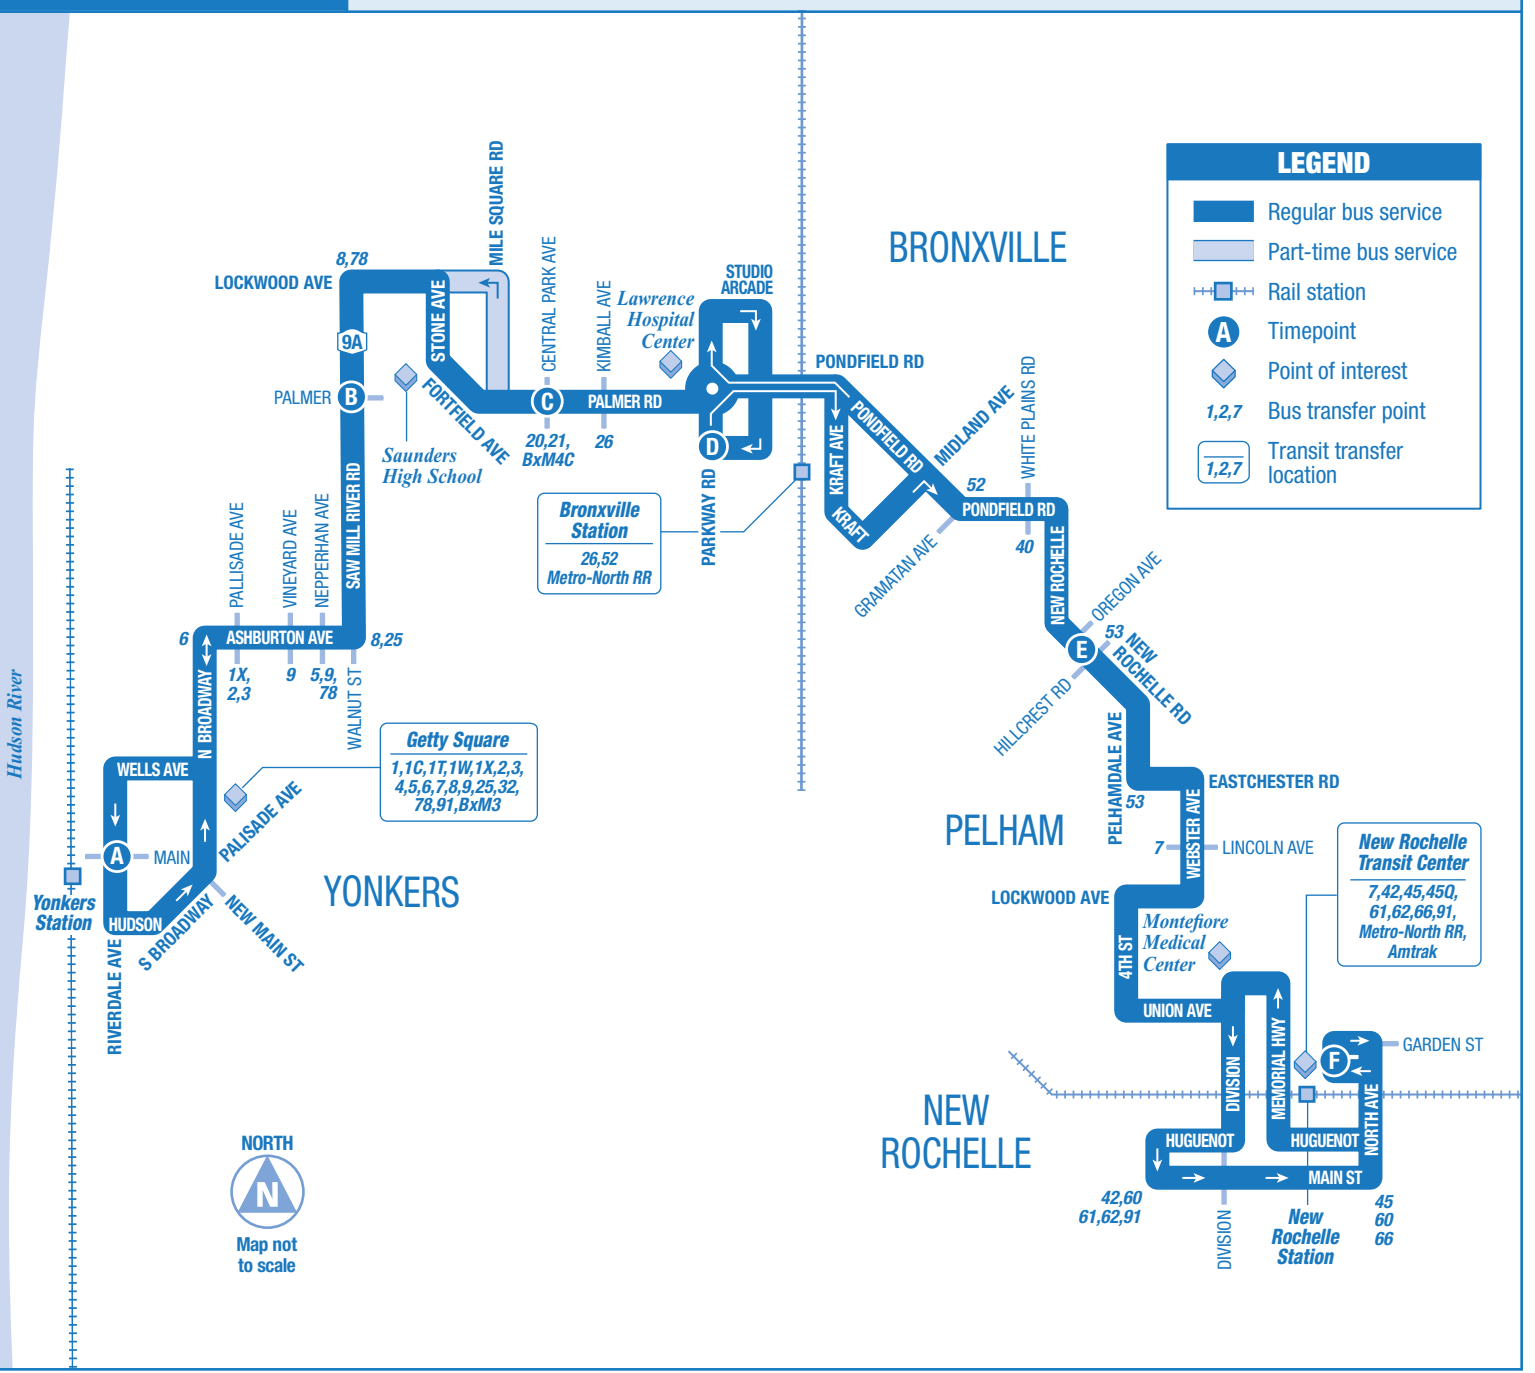 LEGEND
Regular bus service
Part-time bus service
Rail station
A
Timepoint
Point of interest
1,2,7
Bus transfer point
1,2,7
Transit transfer
location
BRONXVILLE
MILE SQUARE RD
8,78
LOCKWOOD AVE
STONE AVE
9A
PALMER
B
FORTFIELD AVE
Saunders
High School
CENTRAL PARK AVE
C
20,21,
BxM4C
KIMBALL AVE
26
PALMER RD
Lawrence
Hospital
Center
STUDIO
ARCADE
D
PARKWAY RD
PONDFIELD RD
PONDFIELD RD
KRAFT AVE
KRAFT
MIDLAND AVE
WHITE PLAINS RD
52
PONDFIELD RD
40
GRAMATAN AVE
Bronxville
Station
26,52
Metro-North RR
NEW ROCHELLE
OREGON AVE
E
53
NEW
ROCHELLE RD
HILLCREST RD
PELHAMDALE AVE
53
EASTCHESTER RD
WEBSTER AVE
PELHAM
7
LINCOLN AVE
LOCKWOOD AVE
4TH ST
Montefiore
Medical
Center
UNION AVE
New Rochelle
Transit Center
7,42,45,45Q,
61,62,66,91,
Metro-North RR,
Amtrak
DIVISION
MEMORIAL HWY
F
GARDEN ST
NORTH AVE
HUGUENOT
HUGUENOT
MAIN ST
NEW
ROCHELLE
42,60
61,62,91
DIVISION
New
Rochelle
Station
45
60
66
SAW MILL RIVER RD
PALLISADE AVE
VINEYARD AVE
NEPPERHAN AVE
6
ASHBURTON AVE
8,25
1X,
2,3
9
5,9,
78
WALNUT ST
N BROADWAY
Getty Square
1,1C,1T,1W,1X,2,3,
4,5,6,7,8,9,25,32,
78,91,BxM3
WELLS AVE
PALISADE AVE
A
MAIN
Yonkers
Station
HUDSON
S BROADWAY
NEW MAIN ST
RIVERDALE AVE
YONKERS
Hudson River
NORTH
N
Map not
to scale